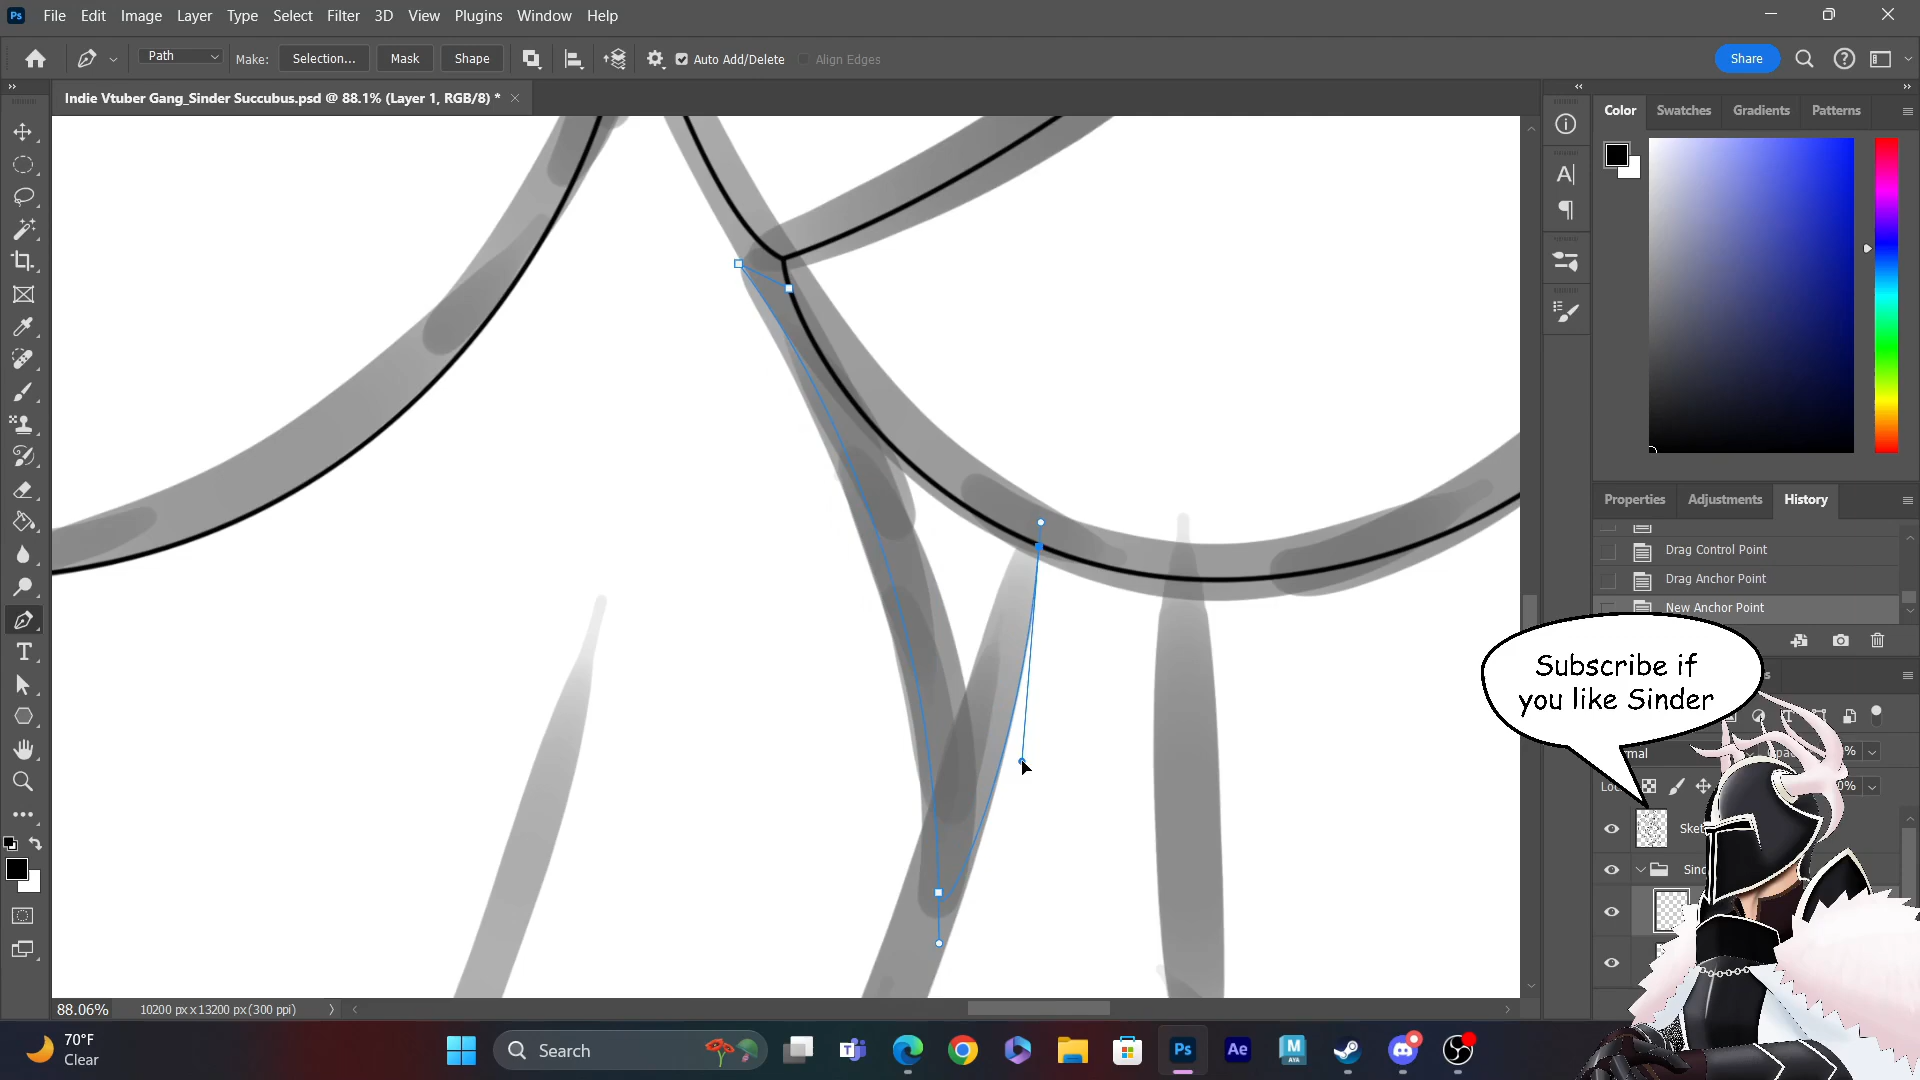 Ps File Edit Image Layer Type Select Filter 3D View Plugins Window Help
Path Make: Selection... Mask Shape Auto Add/Delete Align Edges Share
Indie Vtuber Gang_Sinder Succubus.psd @ 88.1% (Layer 1, RGB/8) *
Color Swatches Gradients Patterns
Properties Adjustments History
Drag Control Point
Drag Anchor Point
New Anchor Point
Subscribe if
you like Sinder
88.06% 10200 px x 13200 px (300 ppi)
70°F
Clear
Search
Ps Ae